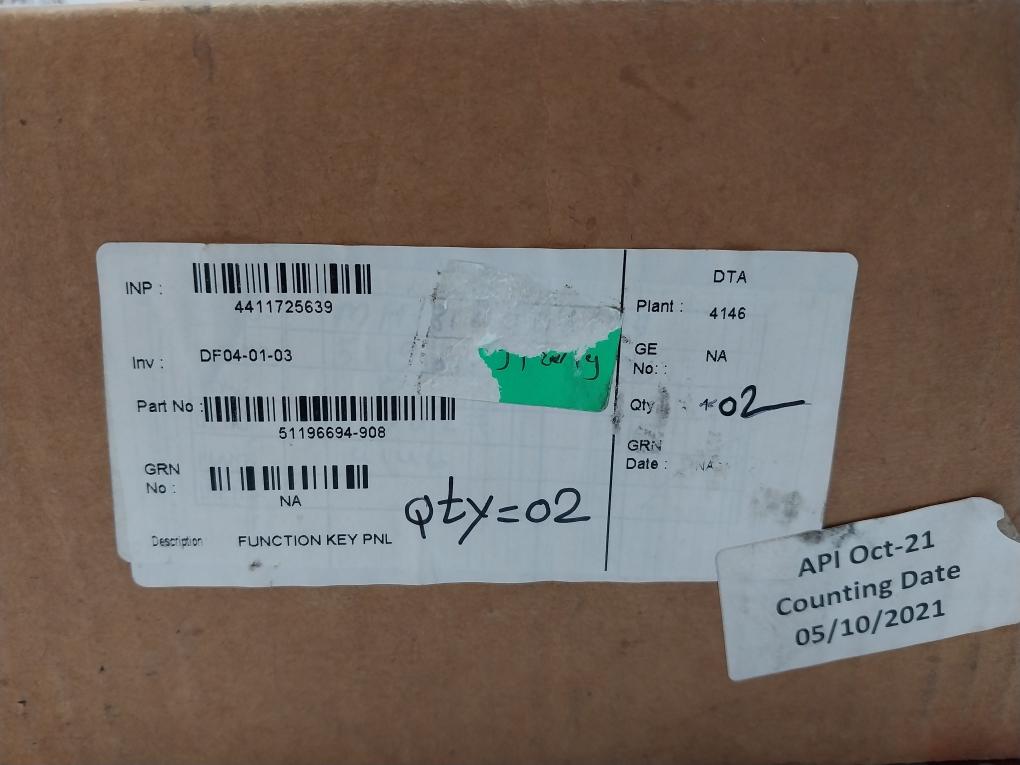 INP : 4411725639
Inv : DF04-01-03
Part No : 51196694-908
GRN No : NA
Description FUNCTION KEY PNL
Qty=02
DTA
Plant : 4146
GE No: : NA
Qty : 02
GRN Date : NA
API Oct-21
Counting Date
05/10/2021